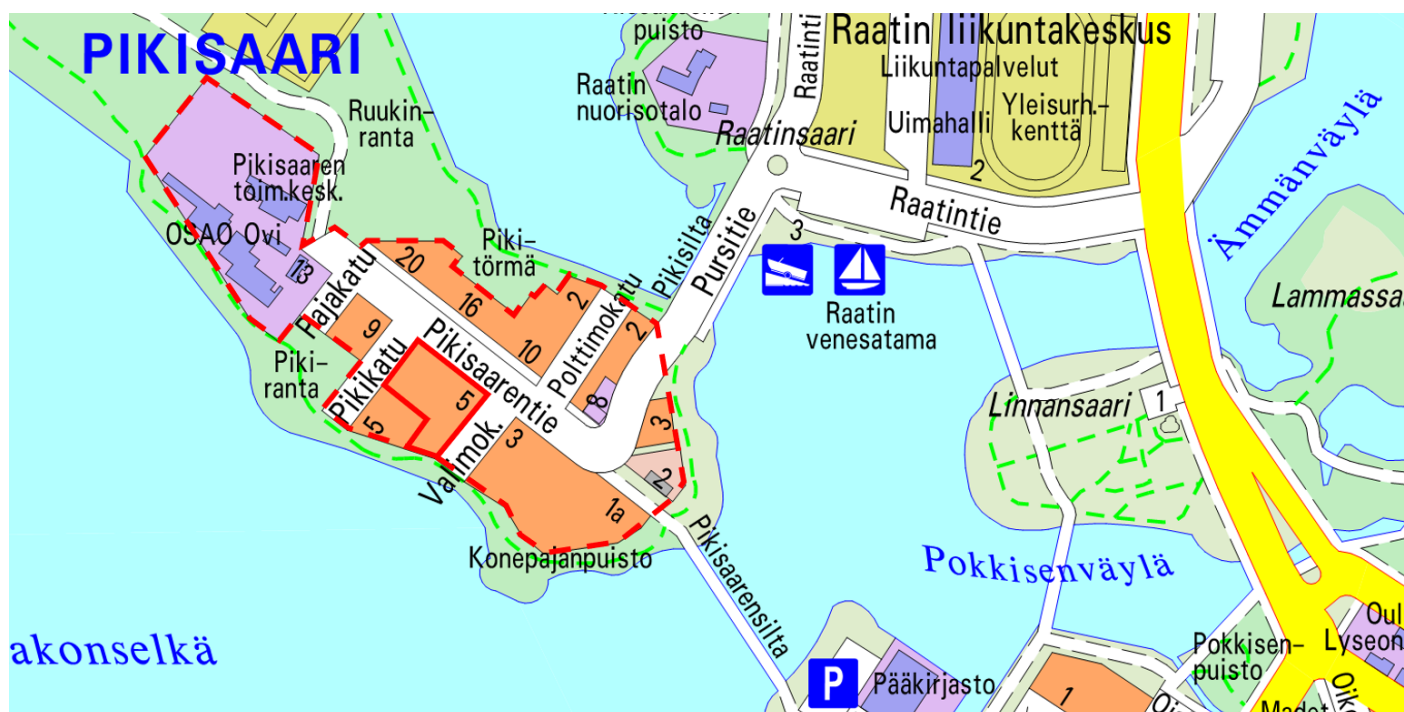 PIKISAARI
puisto
Raatin
nuorisotalo
Raatinsaari
Raatintie
Raatin liikuntakeskus
Liikuntapalvelut
Uimahalli
Yleisurh.-
kenttä
2
Raatintie
Ämmänväylä
Ruukin-
ranta
Pikisaaren
toim.kesk.
OSAO Ovi
13
Piki-
törmä
Pikisilta
Pursitie
3
Raatin
venesatama
Lammassaa
Pajakatu
20
16
10
2
Polttimokatu
2
8
9
Pikisaarentie
Piki-
ranta
Pikikatu
5
5
Valimok.
3
1a
3
2
Linnansaari
1
Konepajanpuisto
Pikisaarensilta
Pokkisenväylä
akonselkä
P
Pääkirjasto
1
Pokkisen-
puisto
Oul
Lyseon